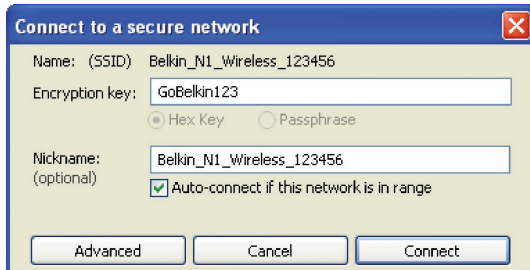 Connect to a secure network
Name: (SSID) Belkin_N1_Wireless_123456
Encryption key: GoBelkin123
Hex Key Passphrase
Nickname: Belkin_N1_Wireless_123456
(optional)
Auto-connect if this network is in range
Advanced Cancel Connect